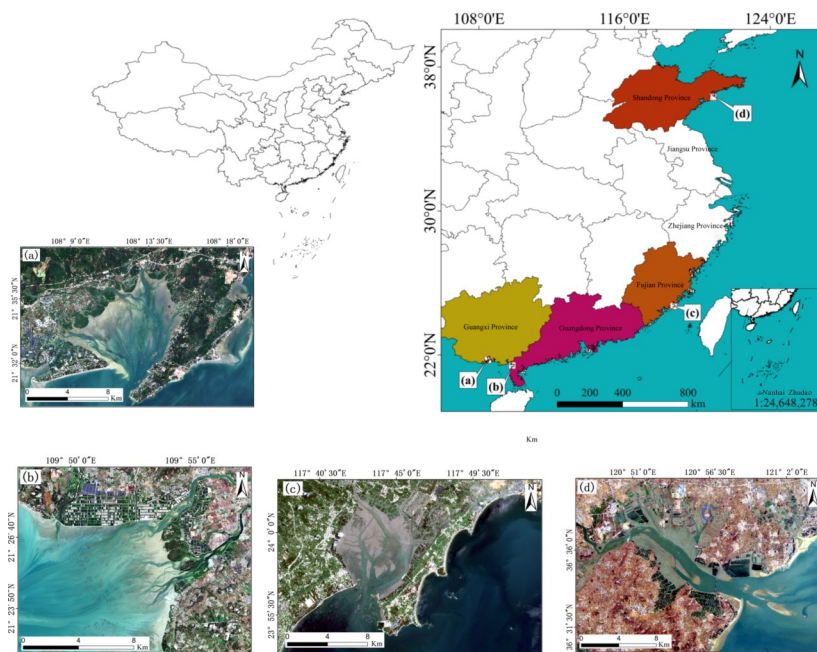 108°0′E 116°0′E 124°0′E
N
38°0′N
Shandong Province
(d)
Jiangsu Province
30°0′N
Zhejiang Province
Fujian Province
(c)
Guangxi Province
Guangdong Province
22°0′N
(a)
(b)
0 200 400 800
Km
Nanhai Zhudao
1:24,648,278
108° 9′0″E 108° 13′30″E 108° 18′0″E
(a)
N
21° 35′30″N
21° 32′0″N
0 4 8
Km
109° 50′0″E 109° 55′0″E
(b)
N
21° 26′40″N
21° 23′50″N
0 4 8
Km
117° 40′30″E 117° 45′0″E 117° 49′30″E
(c)
N
24° 0′0″N
23° 55′30″N
0 4 8
Km
120° 51′0″E 120° 56′30″E 121° 2′0″E
(d)
N
36° 36′0″N
36° 31′30″N
0 4 8
Km